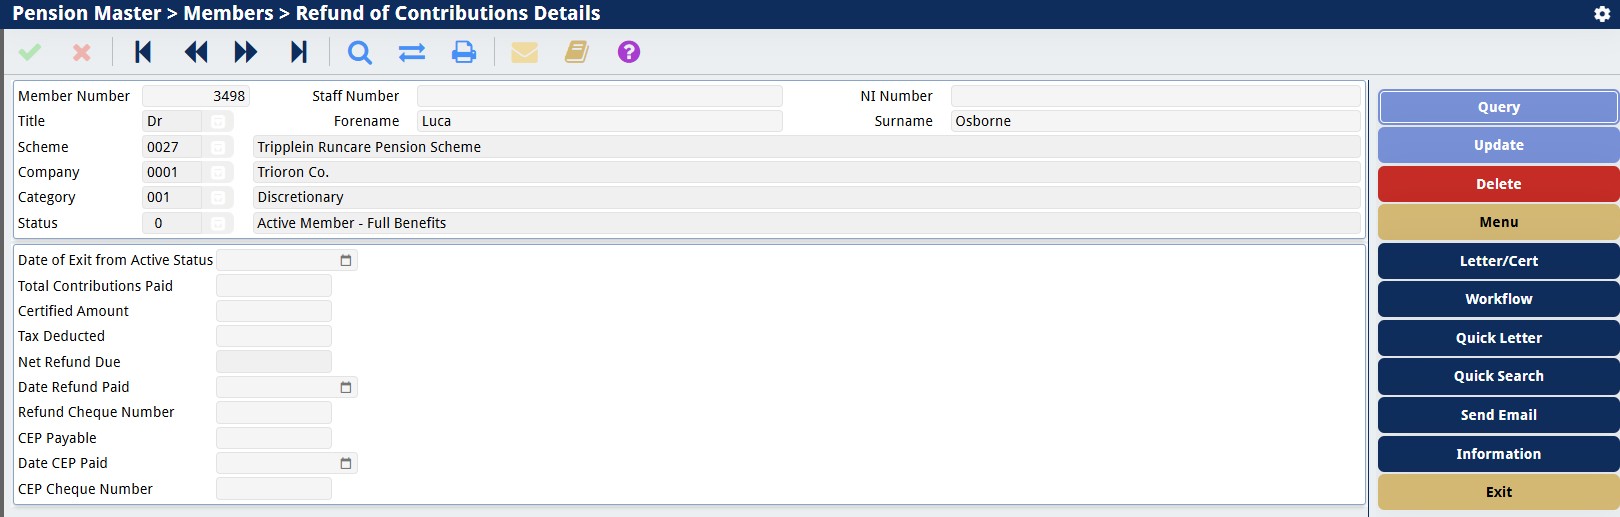 Pension Master > Members > Refund of Contributions Details
?
Member Number 3498 Staff Number NI Number
Title Dr Forename Luca Surname Osborne
Scheme 0027 Tripplein Runcare Pension Scheme
Company 0001 Trioron Co.
Category 001 Discretionary
Status 0 Active Member - Full Benefits
Date of Exit from Active Status
Total Contributions Paid
Certified Amount
Tax Deducted
Net Refund Due
Date Refund Paid
Refund Cheque Number
CEP Payable
Date CEP Paid
CEP Cheque Number
Query
Update
Delete
Menu
Letter/Cert
Workflow
Quick Letter
Quick Search
Send Email
Information
Exit